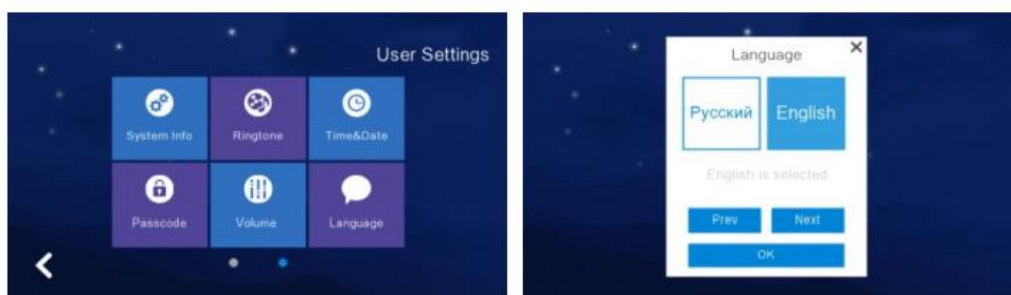 User Settings
System Info
Ringtone
Time&Date
Passcode
Volume
Language
Language
Русский
English
English is selected
Prev
Next
OK